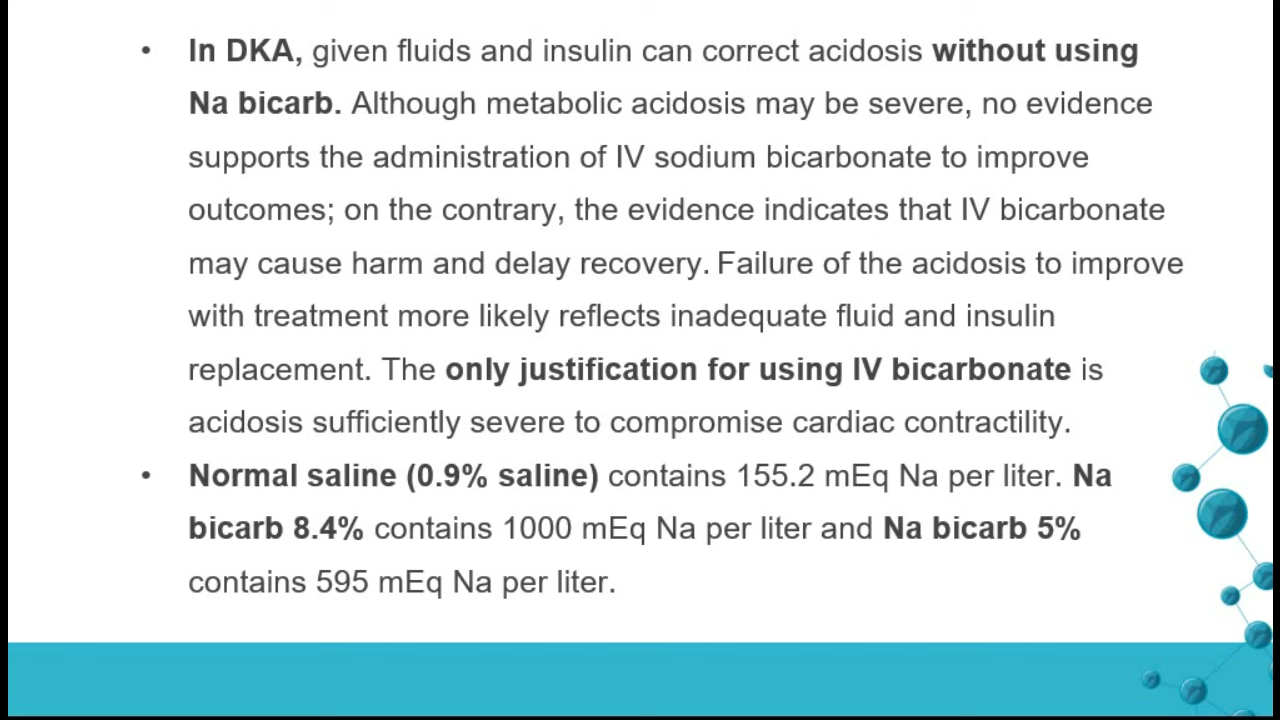 • In DKA, given fluids and insulin can correct acidosis without using
Na bicarb. Although metabolic acidosis may be severe, no evidence
supports the administration of IV sodium bicarbonate to improve
outcomes; on the contrary, the evidence indicates that IV bicarbonate
may cause harm and delay recovery. Failure of the acidosis to improve
with treatment more likely reflects inadequate fluid and insulin
replacement. The only justification for using IV bicarbonate is
acidosis sufficiently severe to compromise cardiac contractility.
• Normal saline (0.9% saline) contains 155.2 mEq Na per liter. Na
bicarb 8.4% contains 1000 mEq Na per liter and Na bicarb 5%
contains 595 mEq Na per liter.